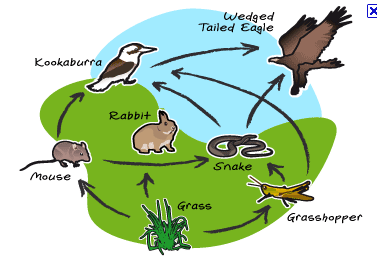 Wedged
Tailed Eagle
Kookaburra
Rabbit
Mouse
Snake
Grass
Grasshopper